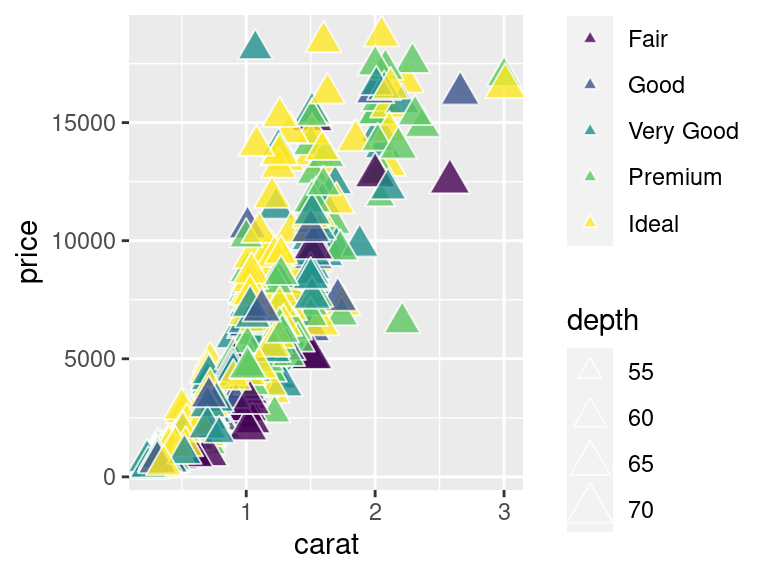 price
15000
10000
5000
0
1 2 3
carat
Fair
Good
Very Good
Premium
Ideal
depth
55
60
65
70